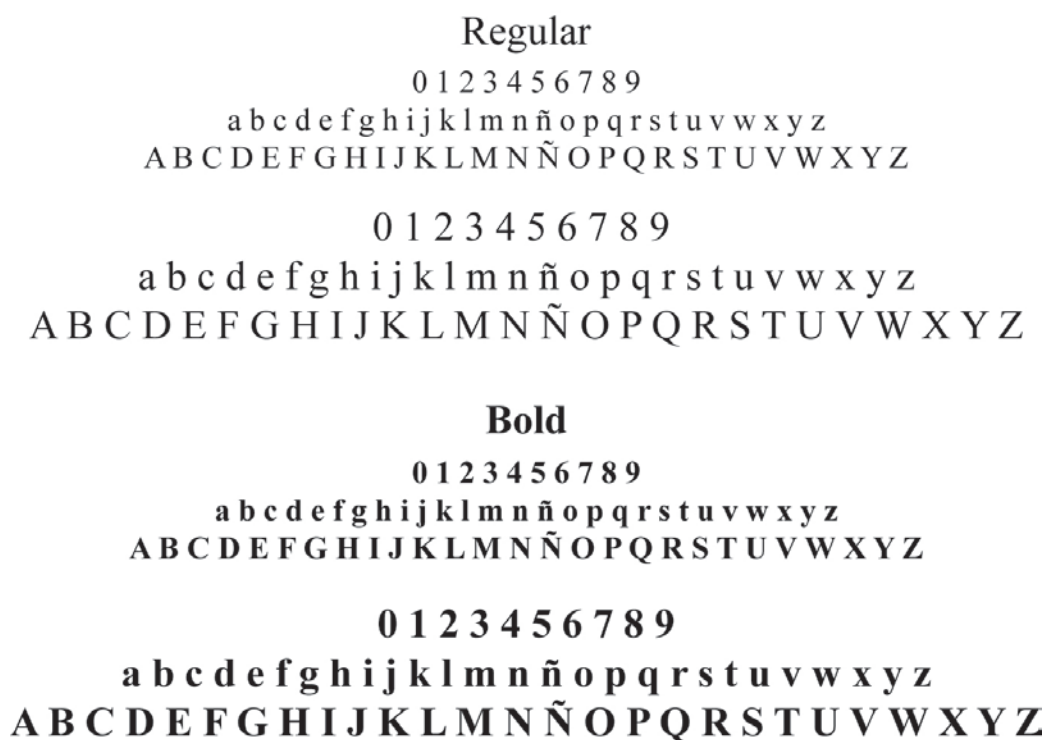 Regular
0 1 2 3 4 5 6 7 8 9
a b c d e f g h i j k l m n ñ o p q r s t u v w x y z
A B C D E F G H I J K L M N Ñ O P Q R S T U V W X Y Z
0 1 2 3 4 5 6 7 8 9
a b c d e f g h i j k l m n ñ o p q r s t u v w x y z
A B C D E F G H I J K L M N Ñ O P Q R S T U V W X Y Z
Bold
0 1 2 3 4 5 6 7 8 9
a b c d e f g h i j k l m n ñ o p q r s t u v w x y z
A B C D E F G H I J K L M N Ñ O P Q R S T U V W X Y Z
0 1 2 3 4 5 6 7 8 9
a b c d e f g h i j k l m n ñ o p q r s t u v w x y z
A B C D E F G H I J K L M N Ñ O P Q R S T U V W X Y Z